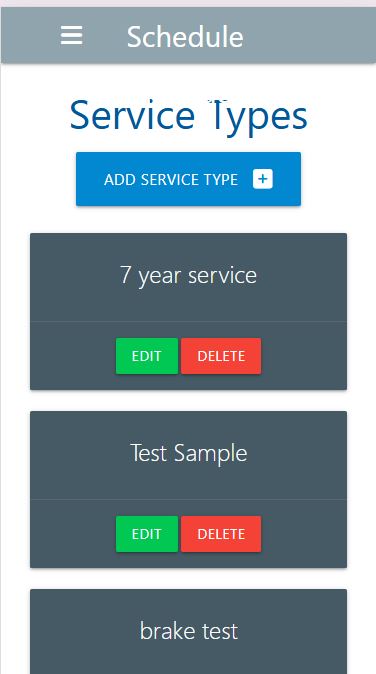 Schedule
Service Types
ADD SERVICE TYPE
7 year service
EDIT DELETE
Test Sample
EDIT DELETE
brake test